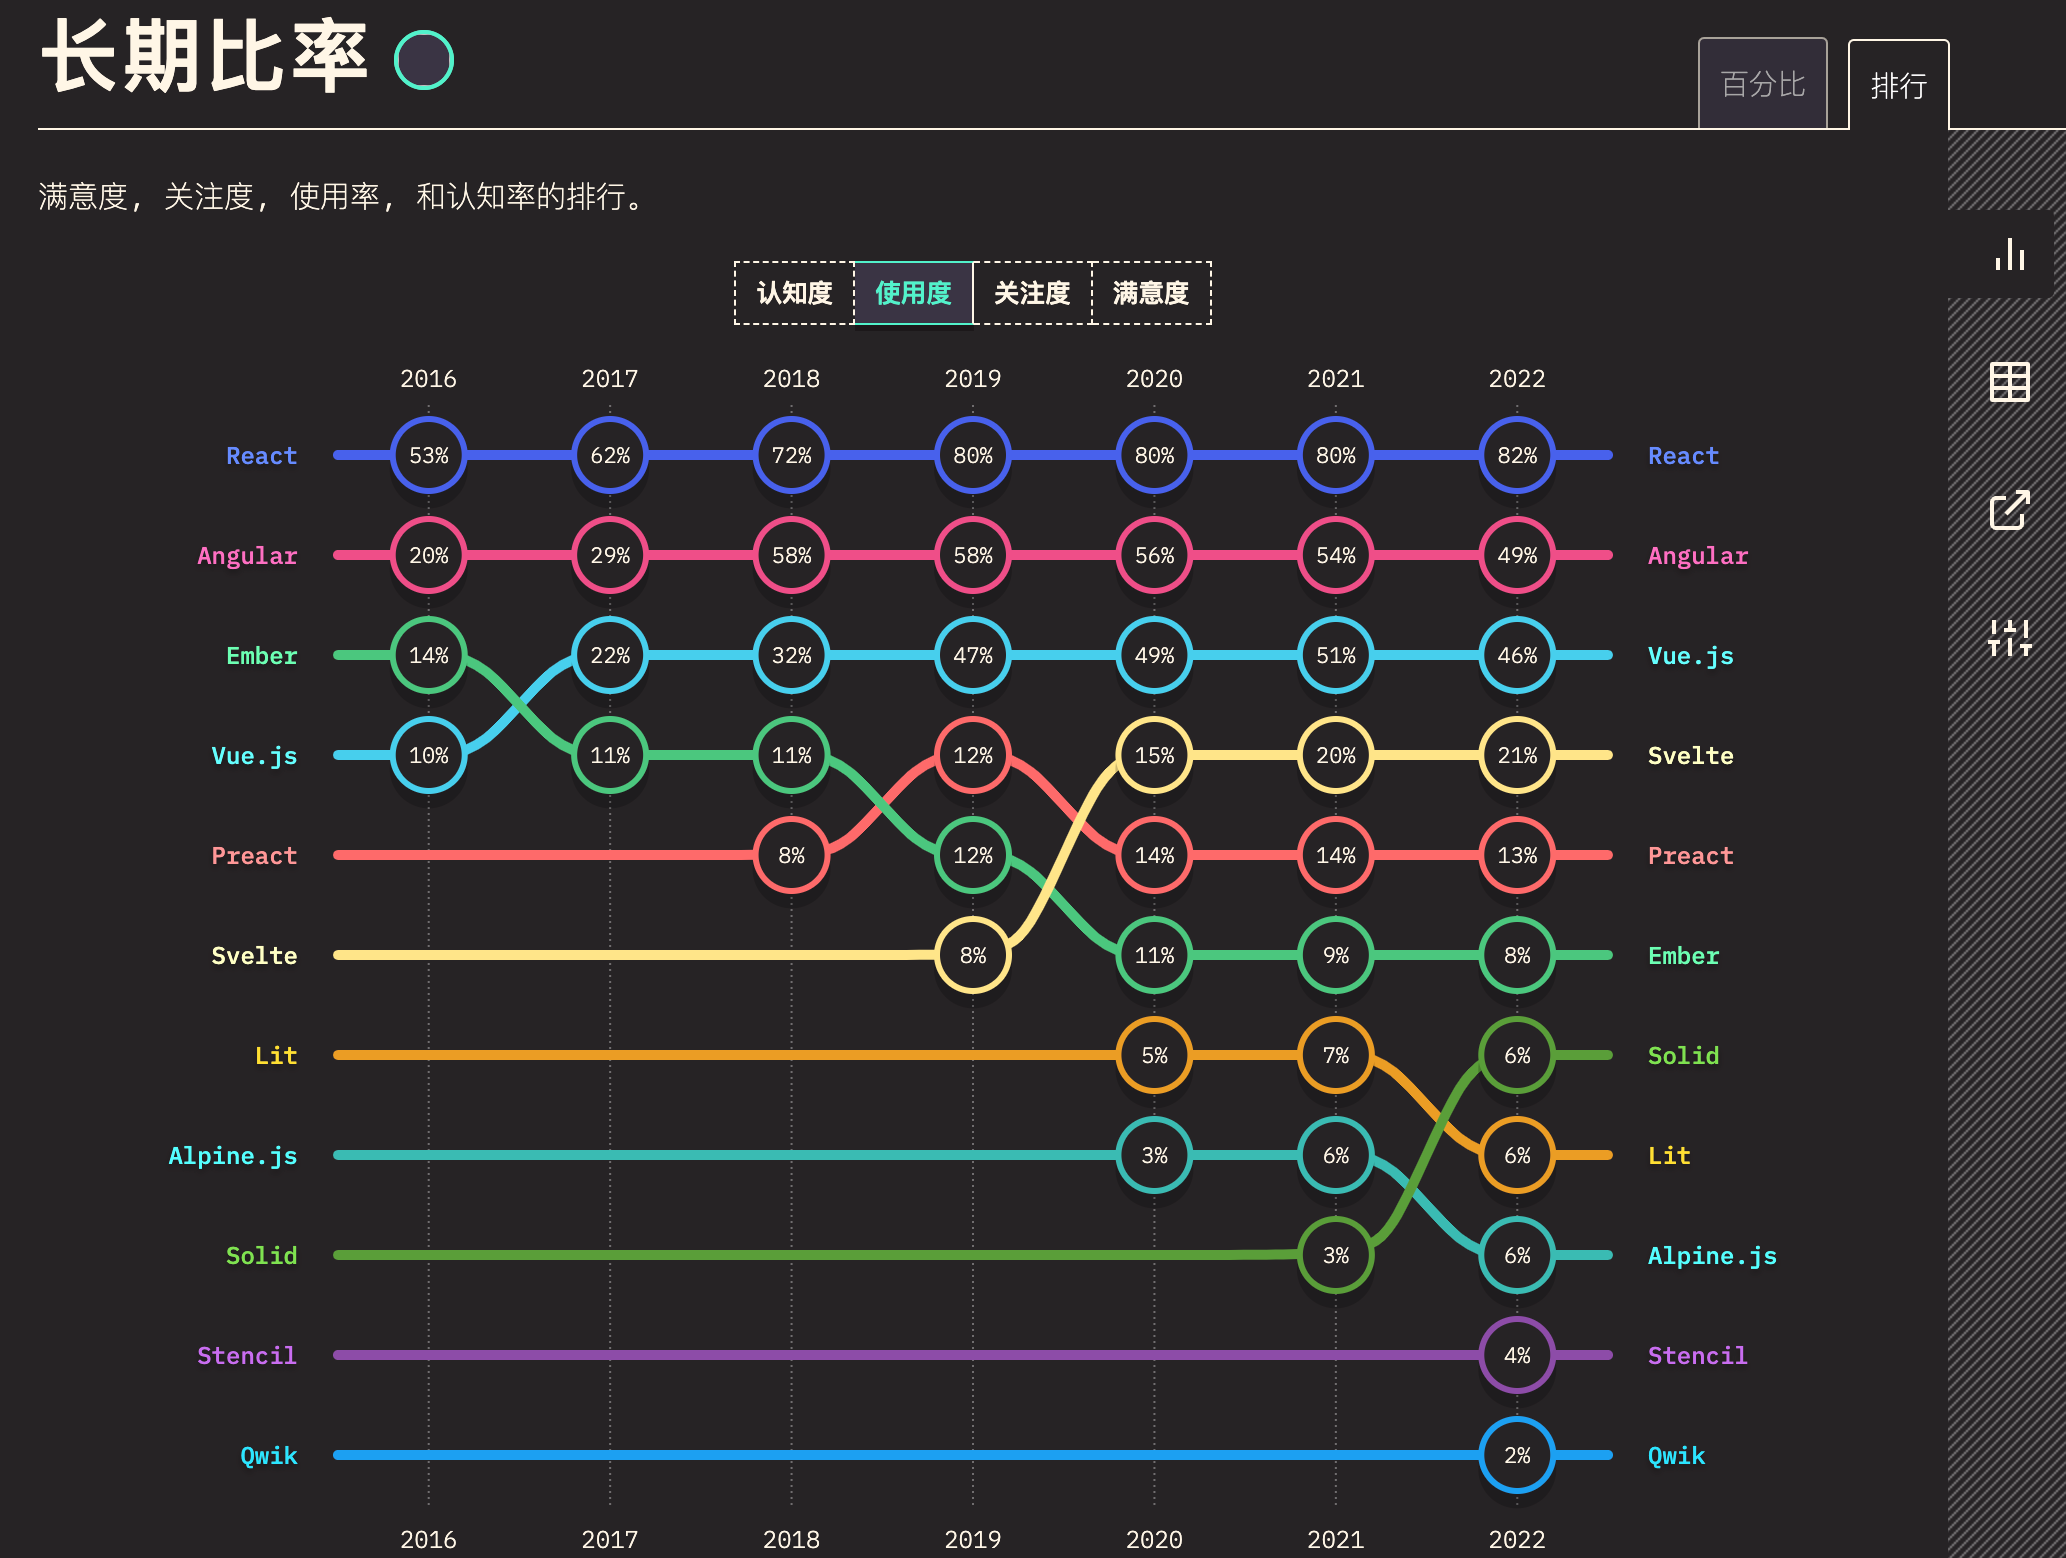 长期比率
百分比 排行
满意度, 关注度, 使用率, 和认知率的排行。
认知度 使用度 关注度 满意度
2016 2017 2018 2019 2020 2021 2022
React 53% 62% 72% 80% 80% 80% 82% React
Angular 20% 29% 58% 58% 56% 54% 49% Angular
Ember 14% 22% 32% 47% 49% 51% 46% Vue.js
Vue.js 10% 11% 11% 12% 15% 20% 21% Svelte
Preact 8% 12% 14% 14% 13% Preact
Svelte 8% 11% 9% 8% Ember
Lit 5% 7% 6% Solid
Alpine.js 3% 6% 6% Lit
Solid 3% 6% Alpine.js
Stencil 4% Stencil
Qwik 2% Qwik
2016 2017 2018 2019 2020 2021 2022